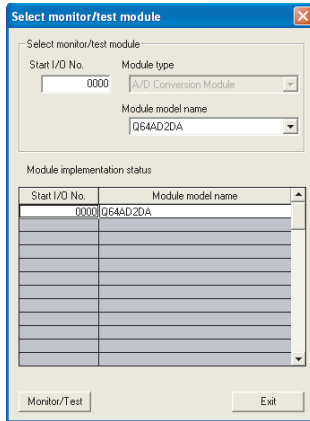 Select monitor/test module
Select monitor/test module
Start I/O No. Module type
0000 A/D Conversion Module
Module model name
Q64AD2DA
Module implementation status
Start I/O No. Module model name
0000 Q64AD2DA
Monitor/Test Exit